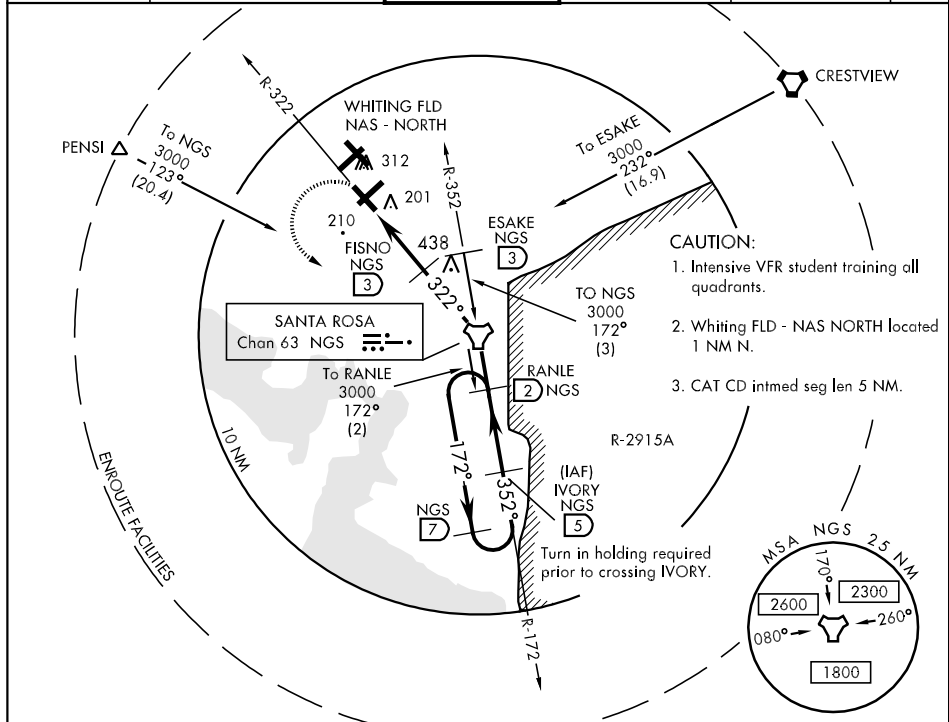 CRESTVIEW
R-322
WHITING FLD
NAS - NORTH
PENSI
To NGS
3000
123°
(20.4)
312
R-352
To ESAKE
3000
232°
(16.9)
201
210
FISNO
NGS
3
438
ESAKE
NGS
3
322°
CAUTION:
1. Intensive VFR student training all
quadrants.
2. Whiting FLD - NAS NORTH located
1 NM N.
3. CAT CD intmed seg len 5 NM.
TO NGS
3000
172°
(3)
SANTA ROSA
Chan 63 NGS
To RANLE
3000
172°
(2)
RANLE
2 NGS
R-2915A
10 NM
172°
352°
(IAF)
IVORY
NGS
5
NGS
7
Turn in holding required
prior to crossing IVORY.
ENROUTE FACILITIES
R-172
MSA NGS 25 NM
170°
2600
2300
080°
260°
1800